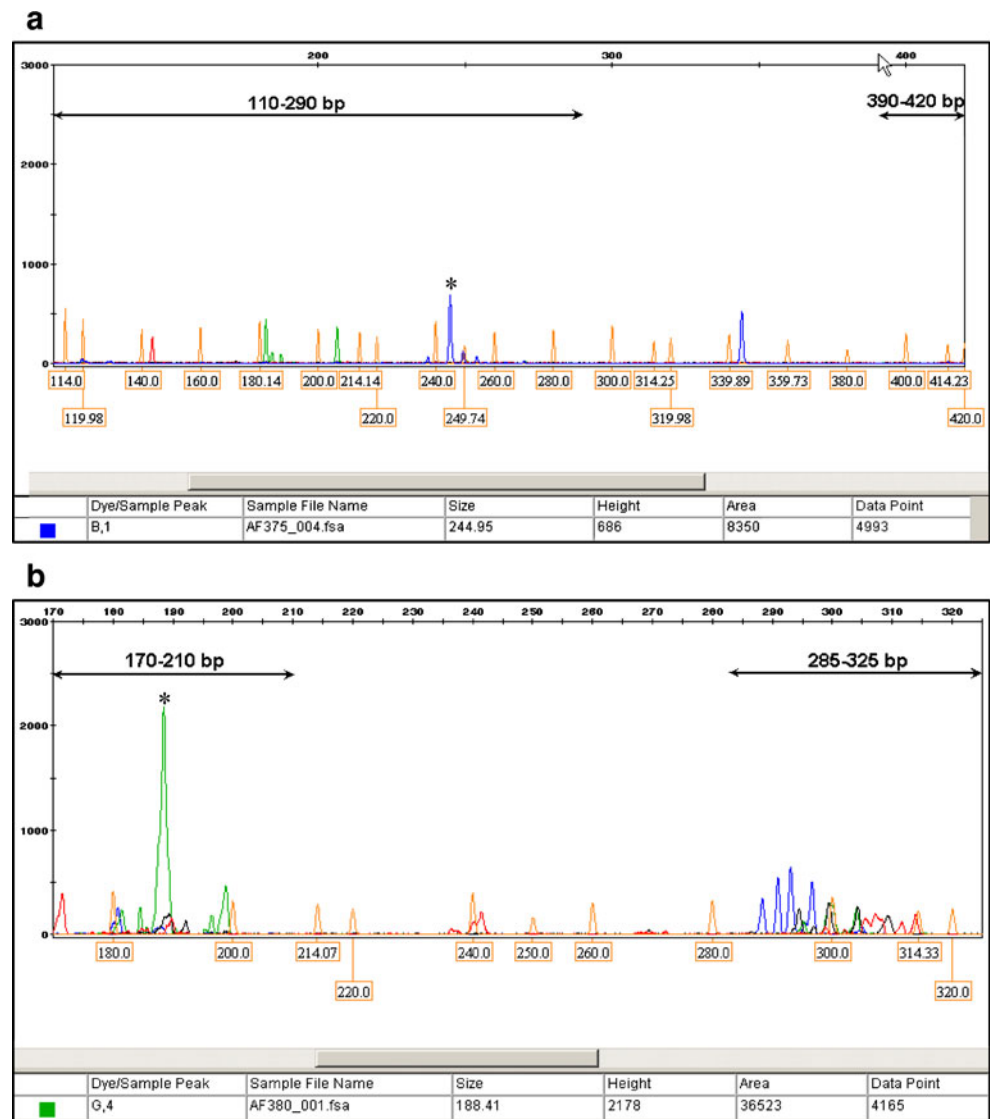 a
200 300 400
3000
110-290 bp 390-420 bp
2000
1000
*
0
114.0 140.0 160.0 180.14 200.0 214.14 240.0 260.0 280.0 300.0 314.25 339.89 359.73 380.0 400.0 414.23
119.98 220.0 249.74 319.98 420.0
Dye/Sample Peak Sample File Name Size Height Area Data Point
B,1 AF375_004.fsa 244.95 686 8350 4993
b
170 180 190 200 210 220 230 240 250 260 270 280 290 300 310 320
3000
170-210 bp 285-325 bp
*
2000
1000
0
180.0 200.0 214.07 240.0 250.0 260.0 280.0 300.0 314.33
220.0 320.0
Dye/Sample Peak Sample File Name Size Height Area Data Point
G,4 AF380_001.fsa 188.41 2178 36523 4165